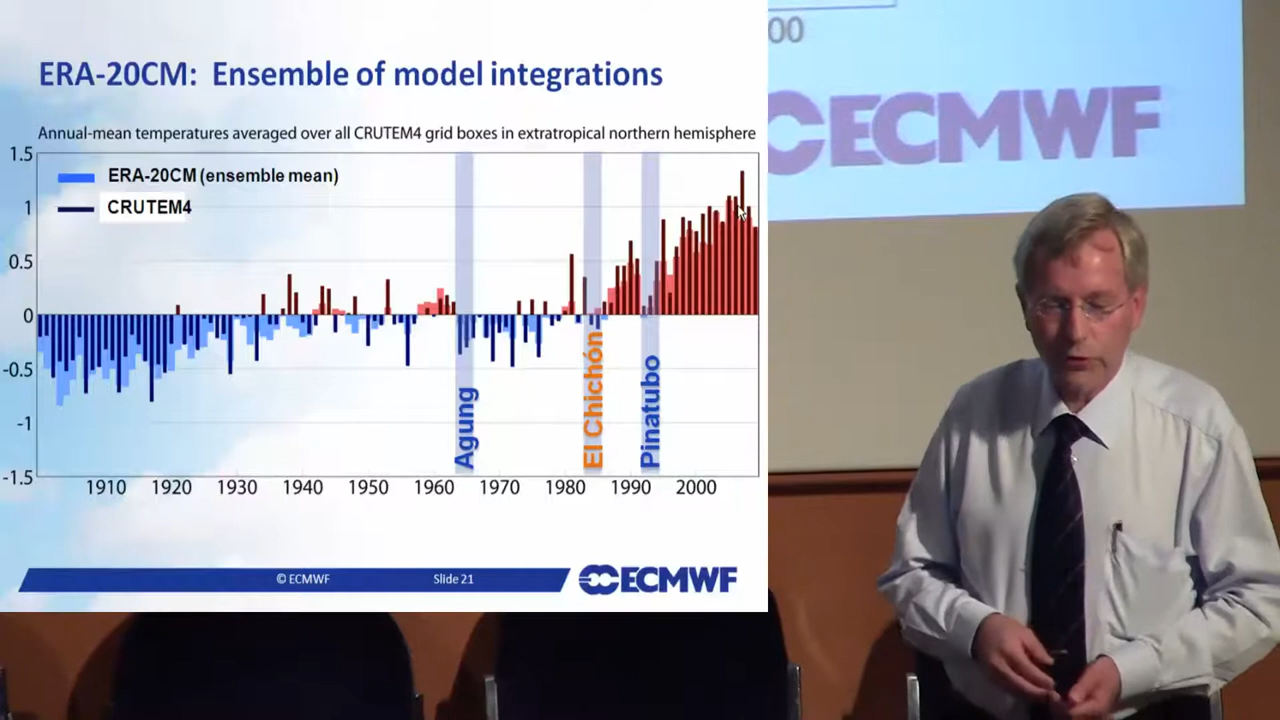 ERA-20CM: Ensemble of model integrations
Annual-mean temperatures averaged over all CRUTEM4 grid boxes in extratropical northern hemisphere
1.5
ERA-20CM (ensemble mean)
1
CRUTEM4
0.5
0
-0.5
-1
-1.5
Agung
El Chichón
Pinatubo
1910 1920 1930 1940 1950 1960 1970 1980 1990 2000
© ECMWF Slide 21 ECMWF
00
ECMWF